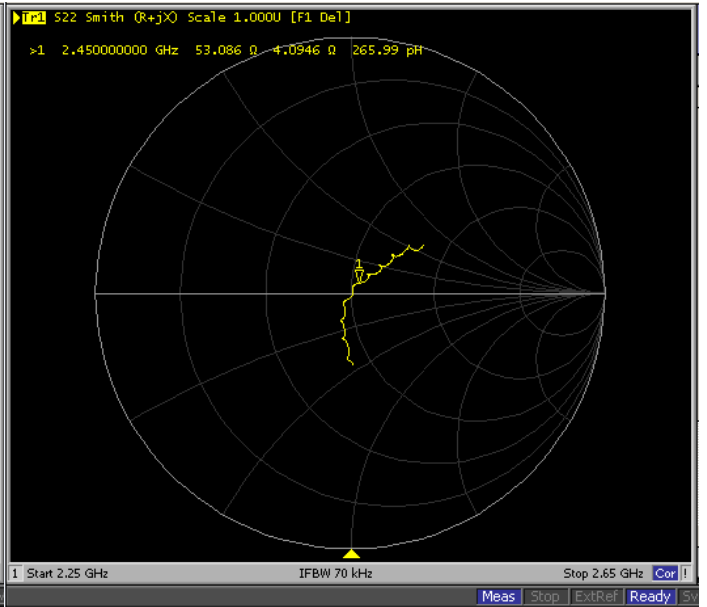 Tr1 S22 Smith (R+jX) Scale 1.000U [F1 Del]
>1 2.450000000 GHz 53.086 Ω 4.0946 Ω 265.99 pH
1
1 Start 2.25 GHz IFBW 70 kHz Stop 2.65 GHz Cor !
Meas Stop ExtRef Ready Sv